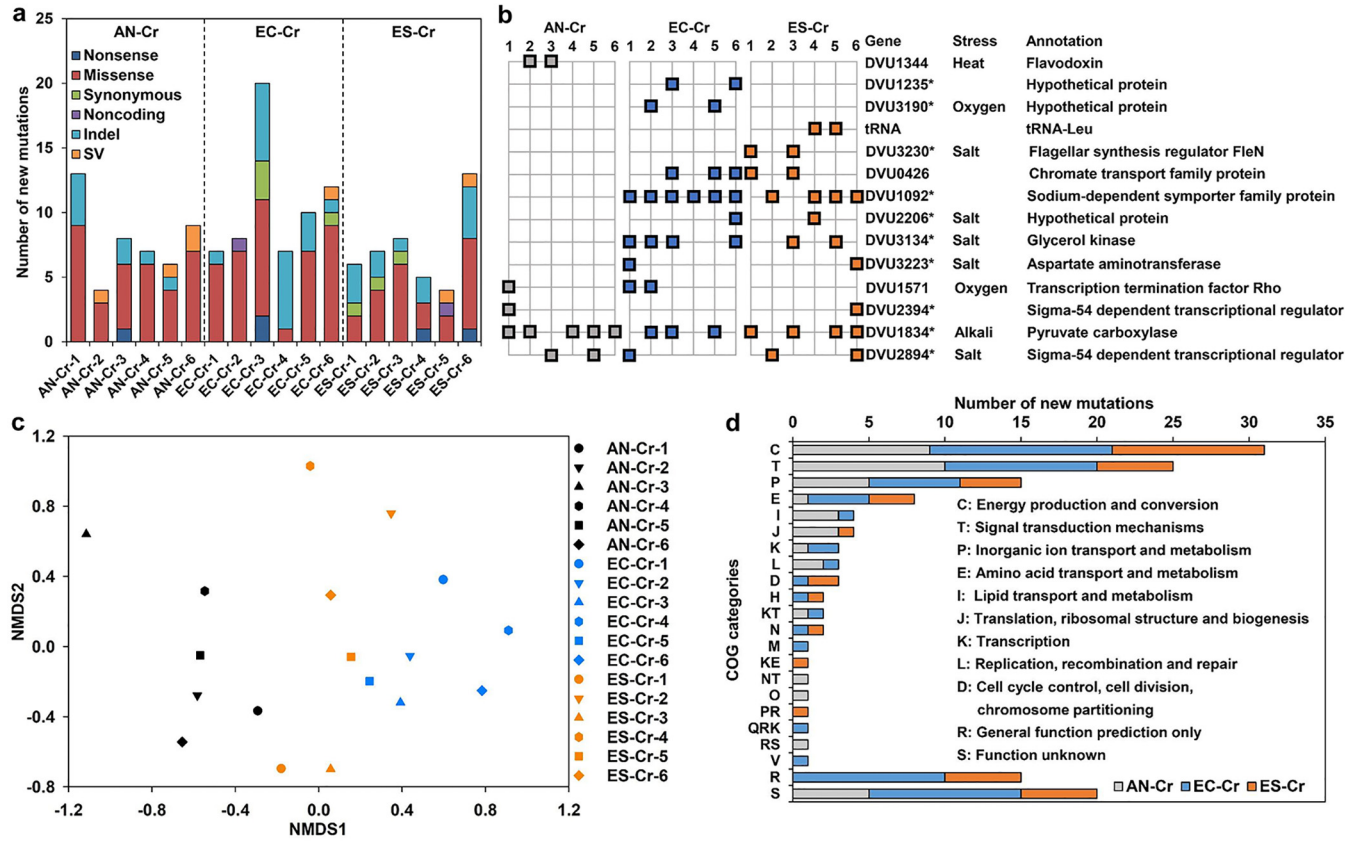 a
Number of new mutations
25
20
15
10
5
0
AN-Cr EC-Cr ES-Cr
Nonsense
Missense
Synonymous
Noncoding
Indel
SV
AN-Cr-1 AN-Cr-2 AN-Cr-3 AN-Cr-4 AN-Cr-5 AN-Cr-6 EC-Cr-1 EC-Cr-2 EC-Cr-3 EC-Cr-4 EC-Cr-5 EC-Cr-6 ES-Cr-1 ES-Cr-2 ES-Cr-3 ES-Cr-4 ES-Cr-5 ES-Cr-6
b
AN-Cr EC-Cr ES-Cr
1 2 3 4 5 6 1 2 3 4 5 6 1 2 3 4 5 6 Gene Stress Annotation
DVU1344 Heat Flavodoxin
DVU1235* Hypothetical protein
DVU3190* Oxygen Hypothetical protein
tRNA tRNA-Leu
DVU3230* Salt Flagellar synthesis regulator FleN
DVU0426 Chromate transport family protein
DVU1092* Sodium-dependent symporter family protein
DVU2206* Salt Hypothetical protein
DVU3134* Salt Glycerol kinase
DVU3223* Salt Aspartate aminotransferase
DVU1571 Oxygen Transcription termination factor Rho
DVU2394* Sigma-54 dependent transcriptional regulator
DVU1834* Alkali Pyruvate carboxylase
DVU2894* Salt Sigma-54 dependent transcriptional regulator
c
NMDS2
1.2
0.8
0.4
0.0
-0.4
-0.8
-1.2 -0.8 -0.4 0.0 0.4 0.8 1.2
NMDS1
AN-Cr-1
AN-Cr-2
AN-Cr-3
AN-Cr-4
AN-Cr-5
AN-Cr-6
EC-Cr-1
EC-Cr-2
EC-Cr-3
EC-Cr-4
EC-Cr-5
EC-Cr-6
ES-Cr-1
ES-Cr-2
ES-Cr-3
ES-Cr-4
ES-Cr-5
ES-Cr-6
d
Number of new mutations
0 5 10 15 20 25 30 35
COG categories
C
T
P
E
I
J
K
L
D
H
KT
N
M
KE
NT
O
PR
QRK
RS
V
R
S
C: Energy production and conversion
T: Signal transduction mechanisms
P: Inorganic ion transport and metabolism
E: Amino acid transport and metabolism
I: Lipid transport and metabolism
J: Translation, ribosomal structure and biogenesis
K: Transcription
L: Replication, recombination and repair
D: Cell cycle control, cell division,
chromosome partitioning
R: General function prediction only
S: Function unknown
AN-Cr EC-Cr ES-Cr